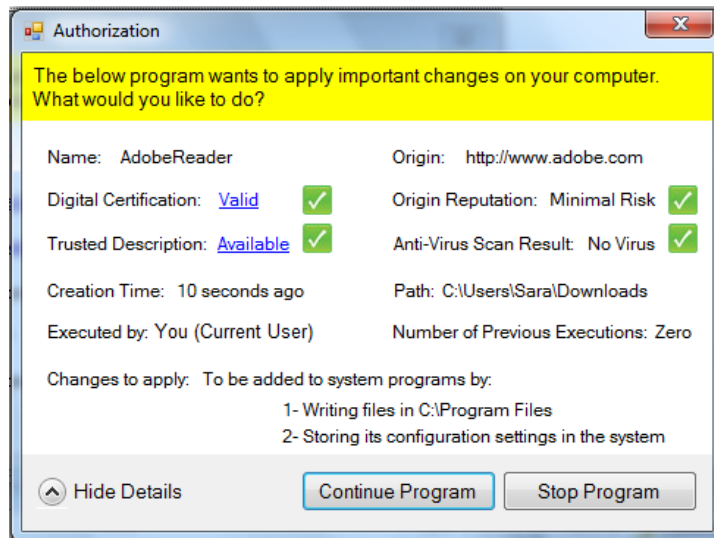 Authorization
The below program wants to apply important changes on your computer.
What would you like to do?
Name: AdobeReader
Origin: http://www.adobe.com
Digital Certification: Valid
Origin Reputation: Minimal Risk
Trusted Description: Available
Anti-Virus Scan Result: No Virus
Creation Time: 10 seconds ago
Path: C:\Users\Sara\Downloads
Executed by: You (Current User)
Number of Previous Executions: Zero
Changes to apply: To be added to system programs by:
1- Writing files in C:\Program Files
2- Storing its configuration settings in the system
Hide Details
Continue Program
Stop Program